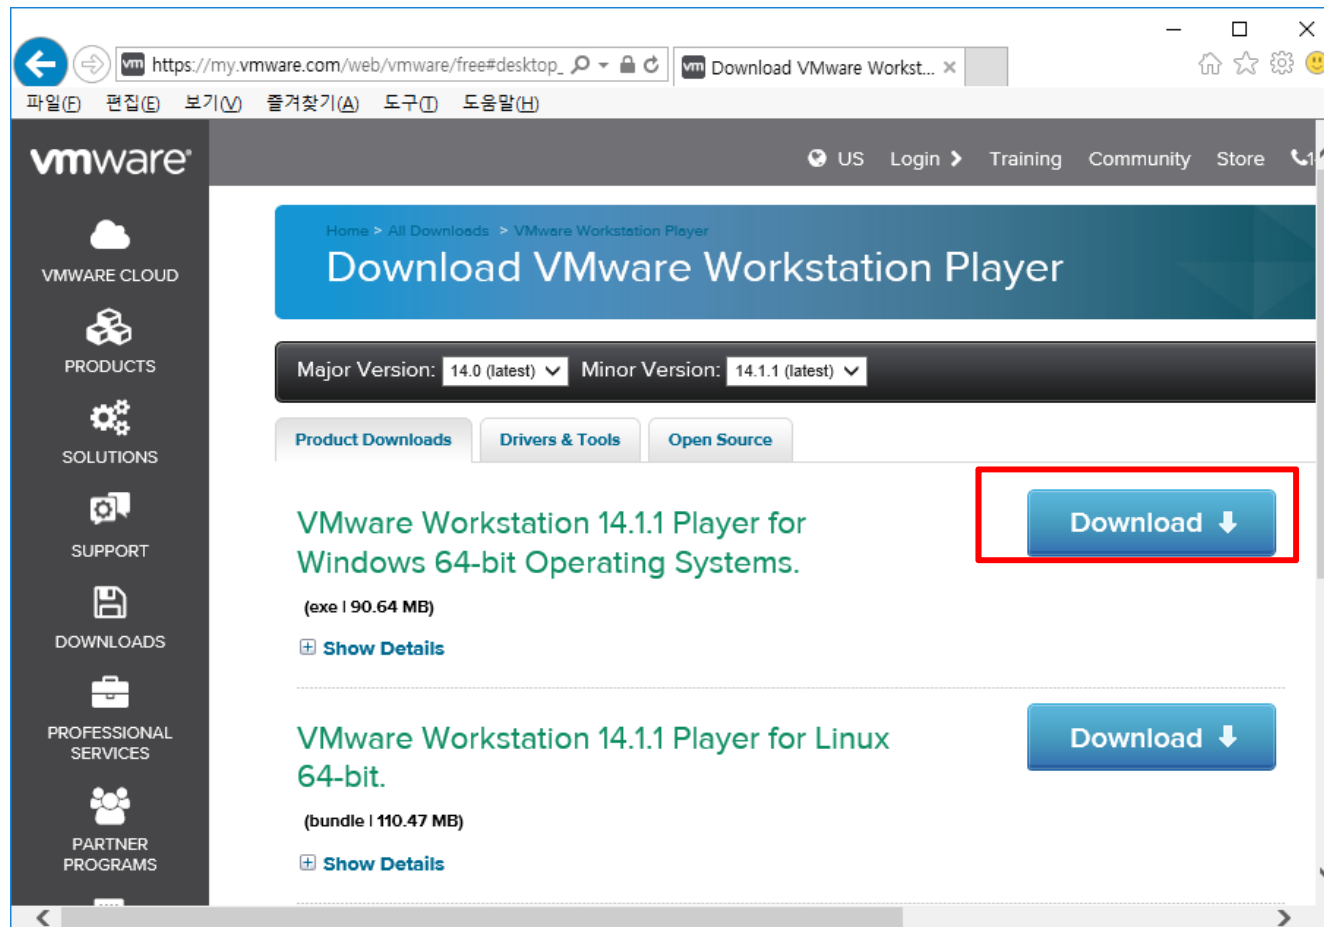 https://my.vmware.com/web/vmware/free#desktop_
vm Download VMware Workst...
파일(F) 편집(E) 보기(V) 즐겨찾기(A) 도구(T) 도움말(H)
vmware
US Login Training Community Store
Home > All Downloads > VMware Workstation Player
Download VMware Workstation Player
VMWARE CLOUD
PRODUCTS
SOLUTIONS
SUPPORT
DOWNLOADS
PROFESSIONAL
SERVICES
PARTNER
PROGRAMS
Major Version: 14.0 (latest) Minor Version: 14.1.1 (latest)
Product Downloads Drivers & Tools Open Source
VMware Workstation 14.1.1 Player for
Windows 64-bit Operating Systems.
Download
(exe | 90.64 MB)
Show Details
VMware Workstation 14.1.1 Player for Linux
64-bit.
Download
(bundle | 110.47 MB)
Show Details